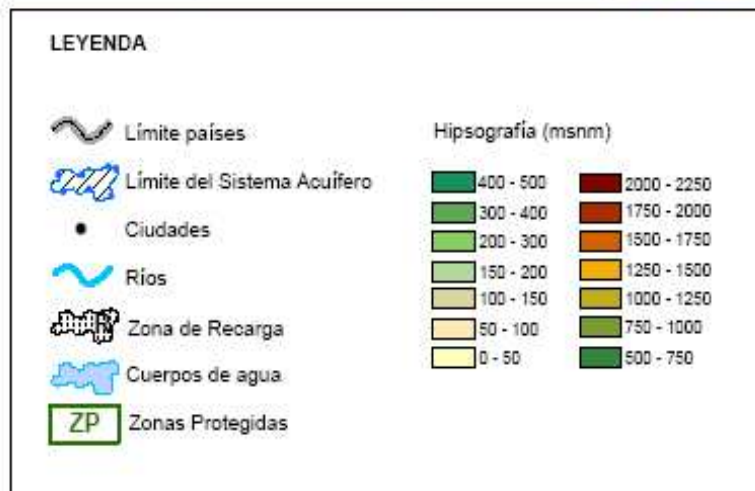 LEYENDA
Límite países
Límite del Sistema Acuífero
Ciudades
Ríos
Zona de Recarga
Cuerpos de agua
ZP Zonas Protegidas
Hipsografía (msnm)
400 - 500
300 - 400
200 - 300
150 - 200
100 - 150
50 - 100
0 - 50
2000 - 2250
1750 - 2000
1500 - 1750
1250 - 1500
1000 - 1250
750 - 1000
500 - 750